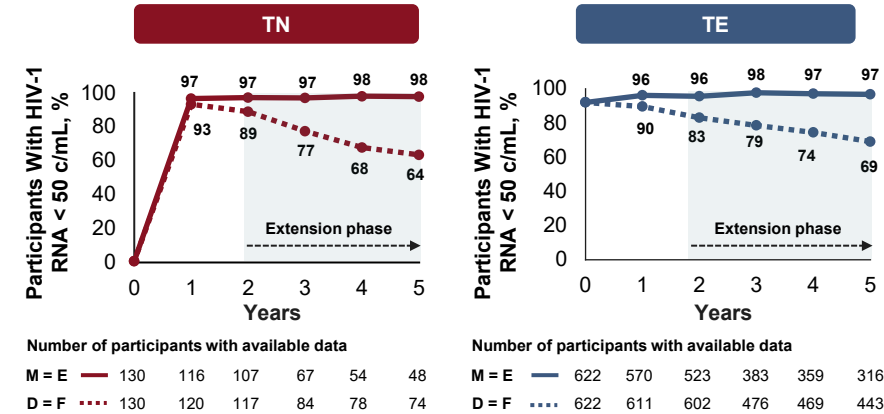 TN
Participants With HIV-1
RNA < 50 c/mL, %
100
80
60
40
20
0
97
97
97
98
98
93
89
77
68
64
Extension phase
0 1 2 3 4 5
Years
Number of participants with available data
M = E 130 116 107 67 54 48
D = F 130 120 117 84 78 74
TE
Participants With HIV-1
RNA < 50 c/mL, %
100
80
60
40
20
0
96
96
98
97
97
90
83
79
74
69
Extension phase
0 1 2 3 4 5
Years
Number of participants with available data
M = E 622 570 523 383 359 316
D = F 622 611 602 476 469 443